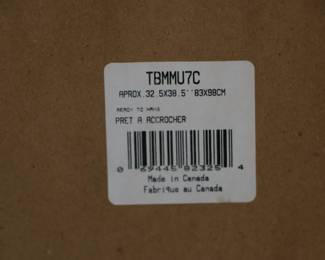 TBMMU7C
APROX.32.5X38.5''83X98CM
READY TO HANG
PRET A ACCROCHER
0 69445 82325 4
Made in Canada
Fabrique au Canada